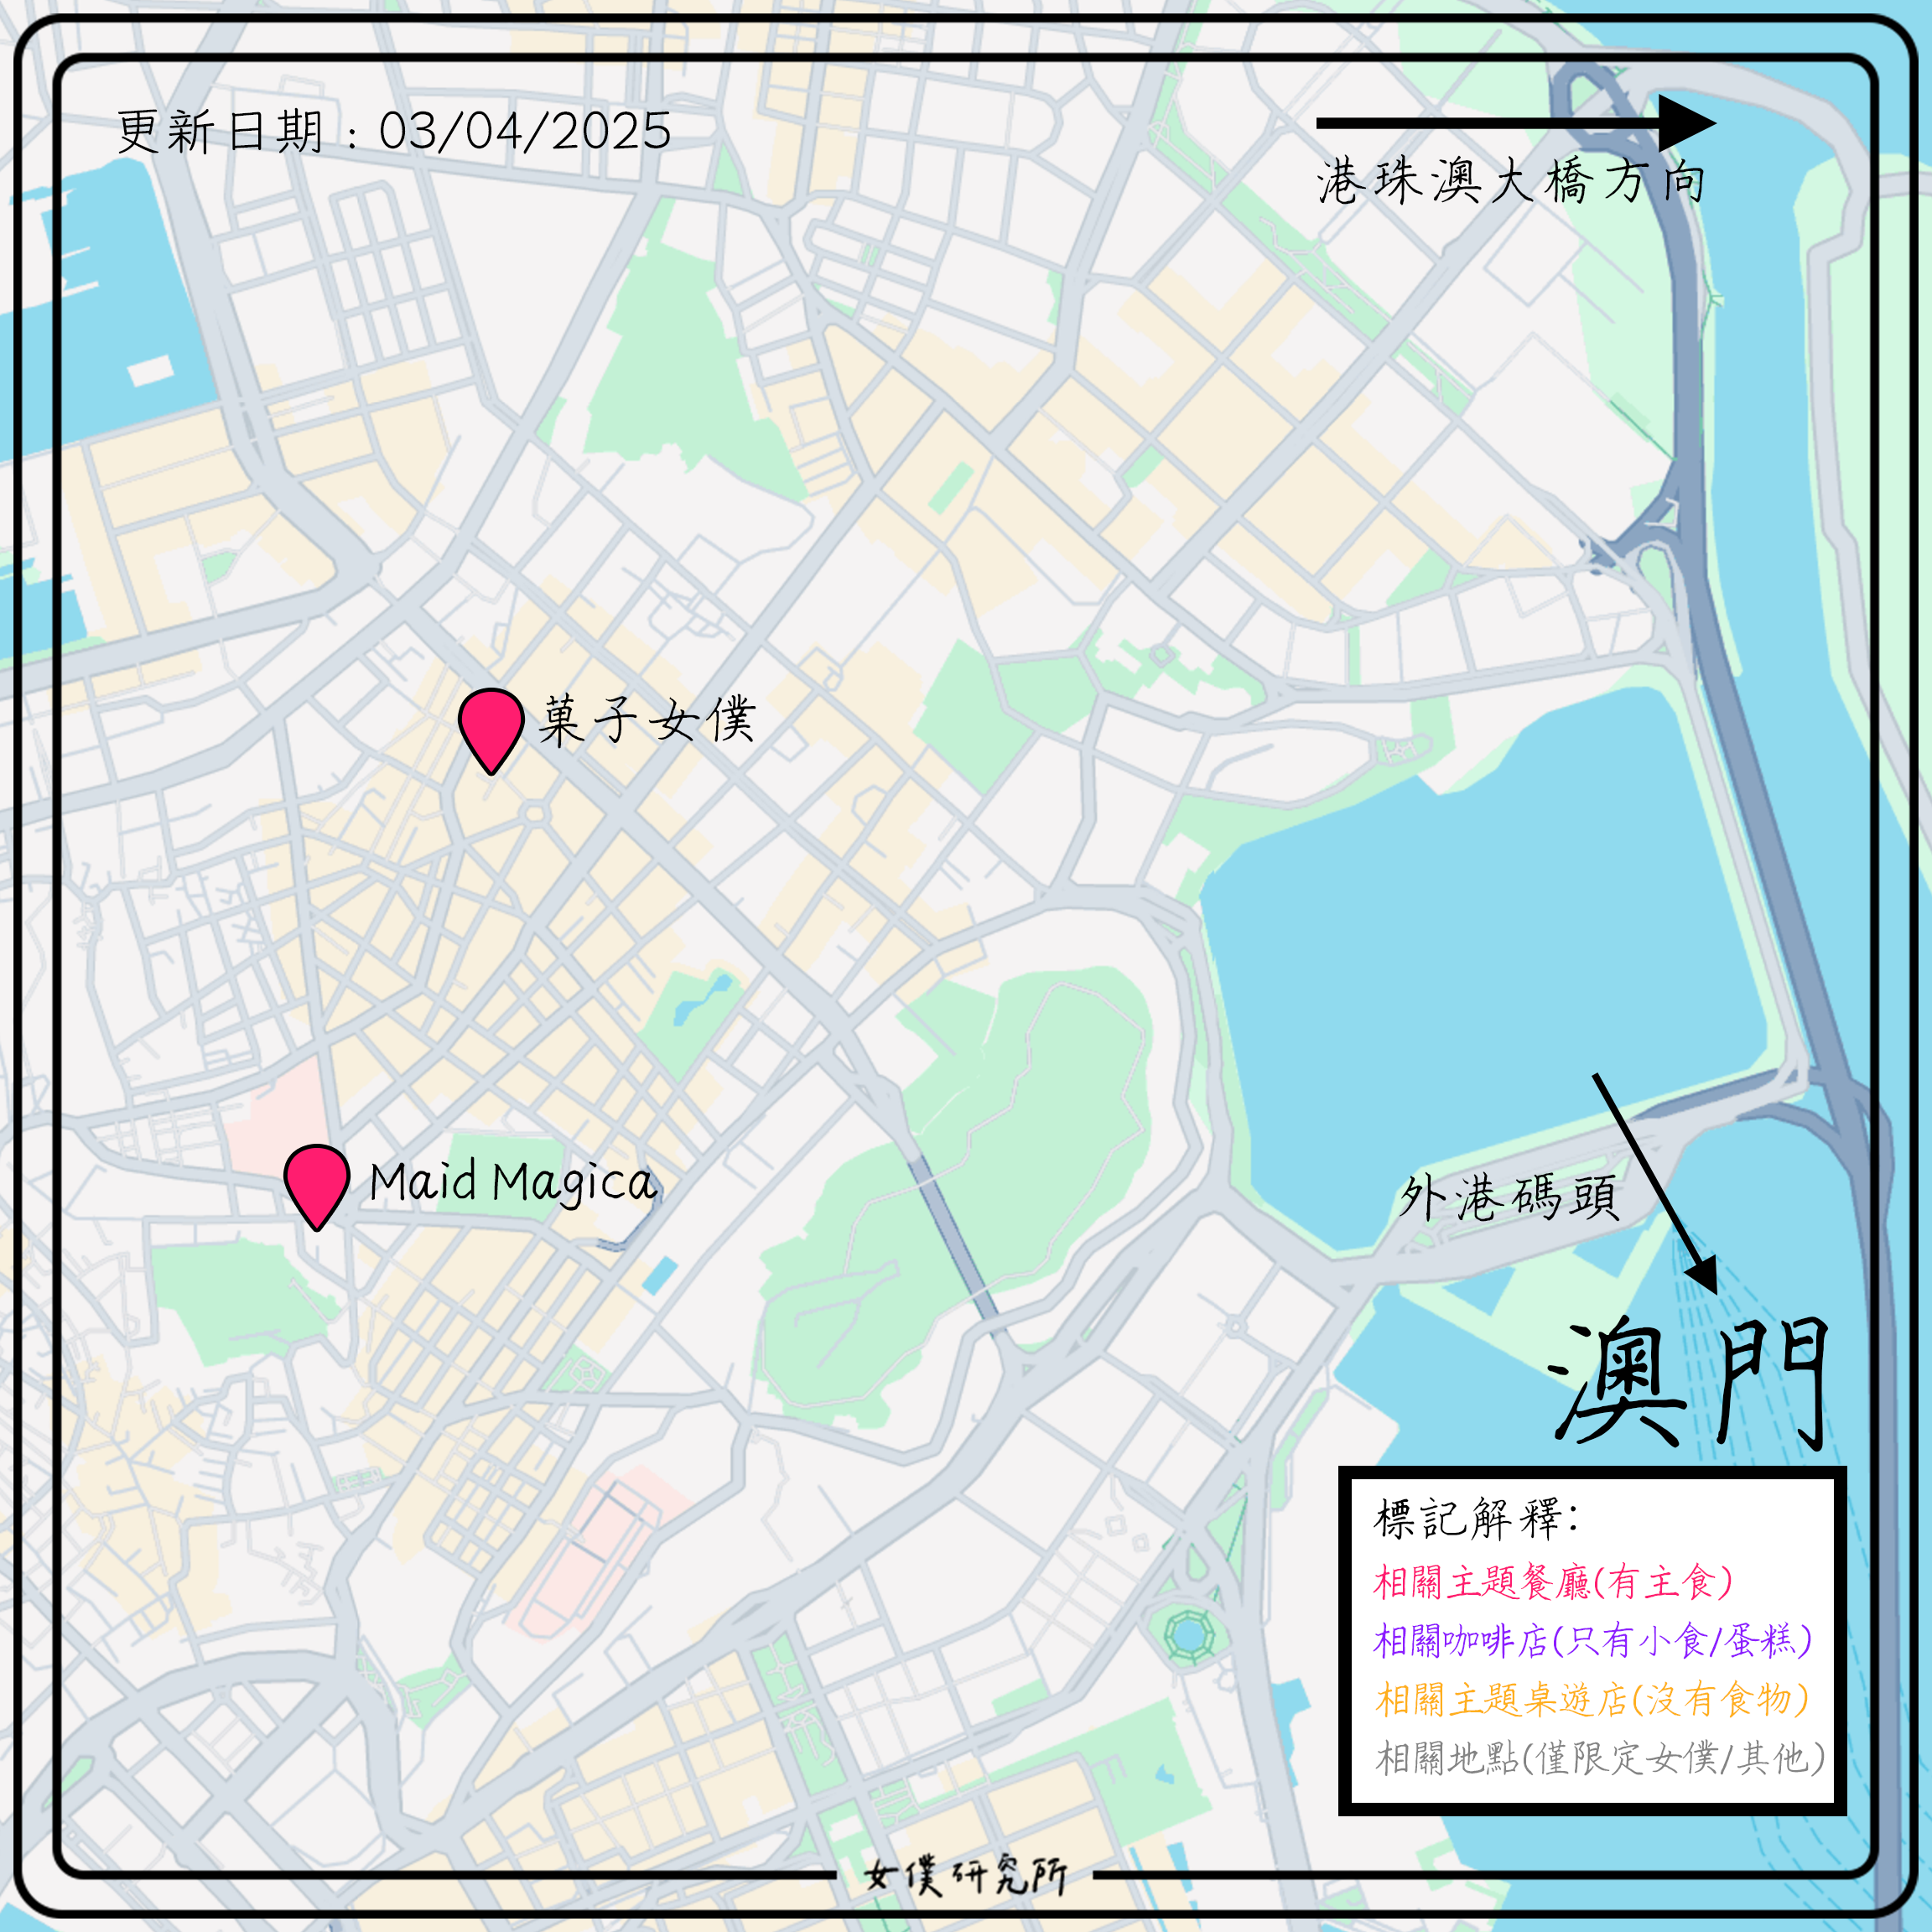 更新日期：03/04/2025
港珠澳大橋方向
菓子女僕
Maid Magica
外港碼頭
澳門
標記解釋:
相關主題餐廳(有主食)
相關咖啡店(只有小食/蛋糕)
相關主題桌遊店(沒有食物)
相關地點(僅限定女僕/其他)
女僕研究所